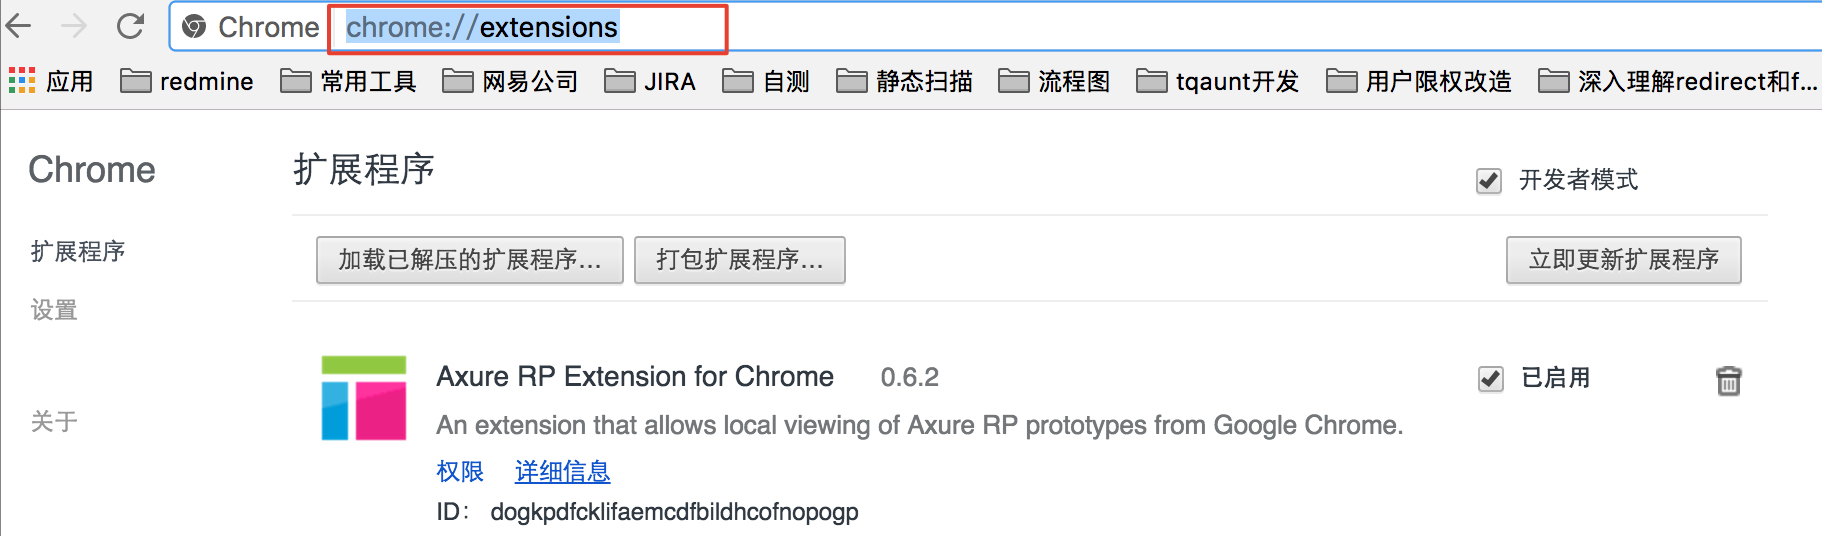 Chrome chrome://extensions
应用 redmine 常用工具 网易公司 JIRA 自测 静态扫描 流程图 tqaunt开发 用户限权改造 深入理解redirect和f...
Chrome
扩展程序
开发者模式
扩展程序
设置
关于
加载已解压的扩展程序... 打包扩展程序... 立即更新扩展程序
Axure RP Extension for Chrome 0.6.2
已启用
An extension that allows local viewing of Axure RP prototypes from Google Chrome.
权限 详细信息
ID： dogkpdfcklifaemcdfbildhcofnopogp